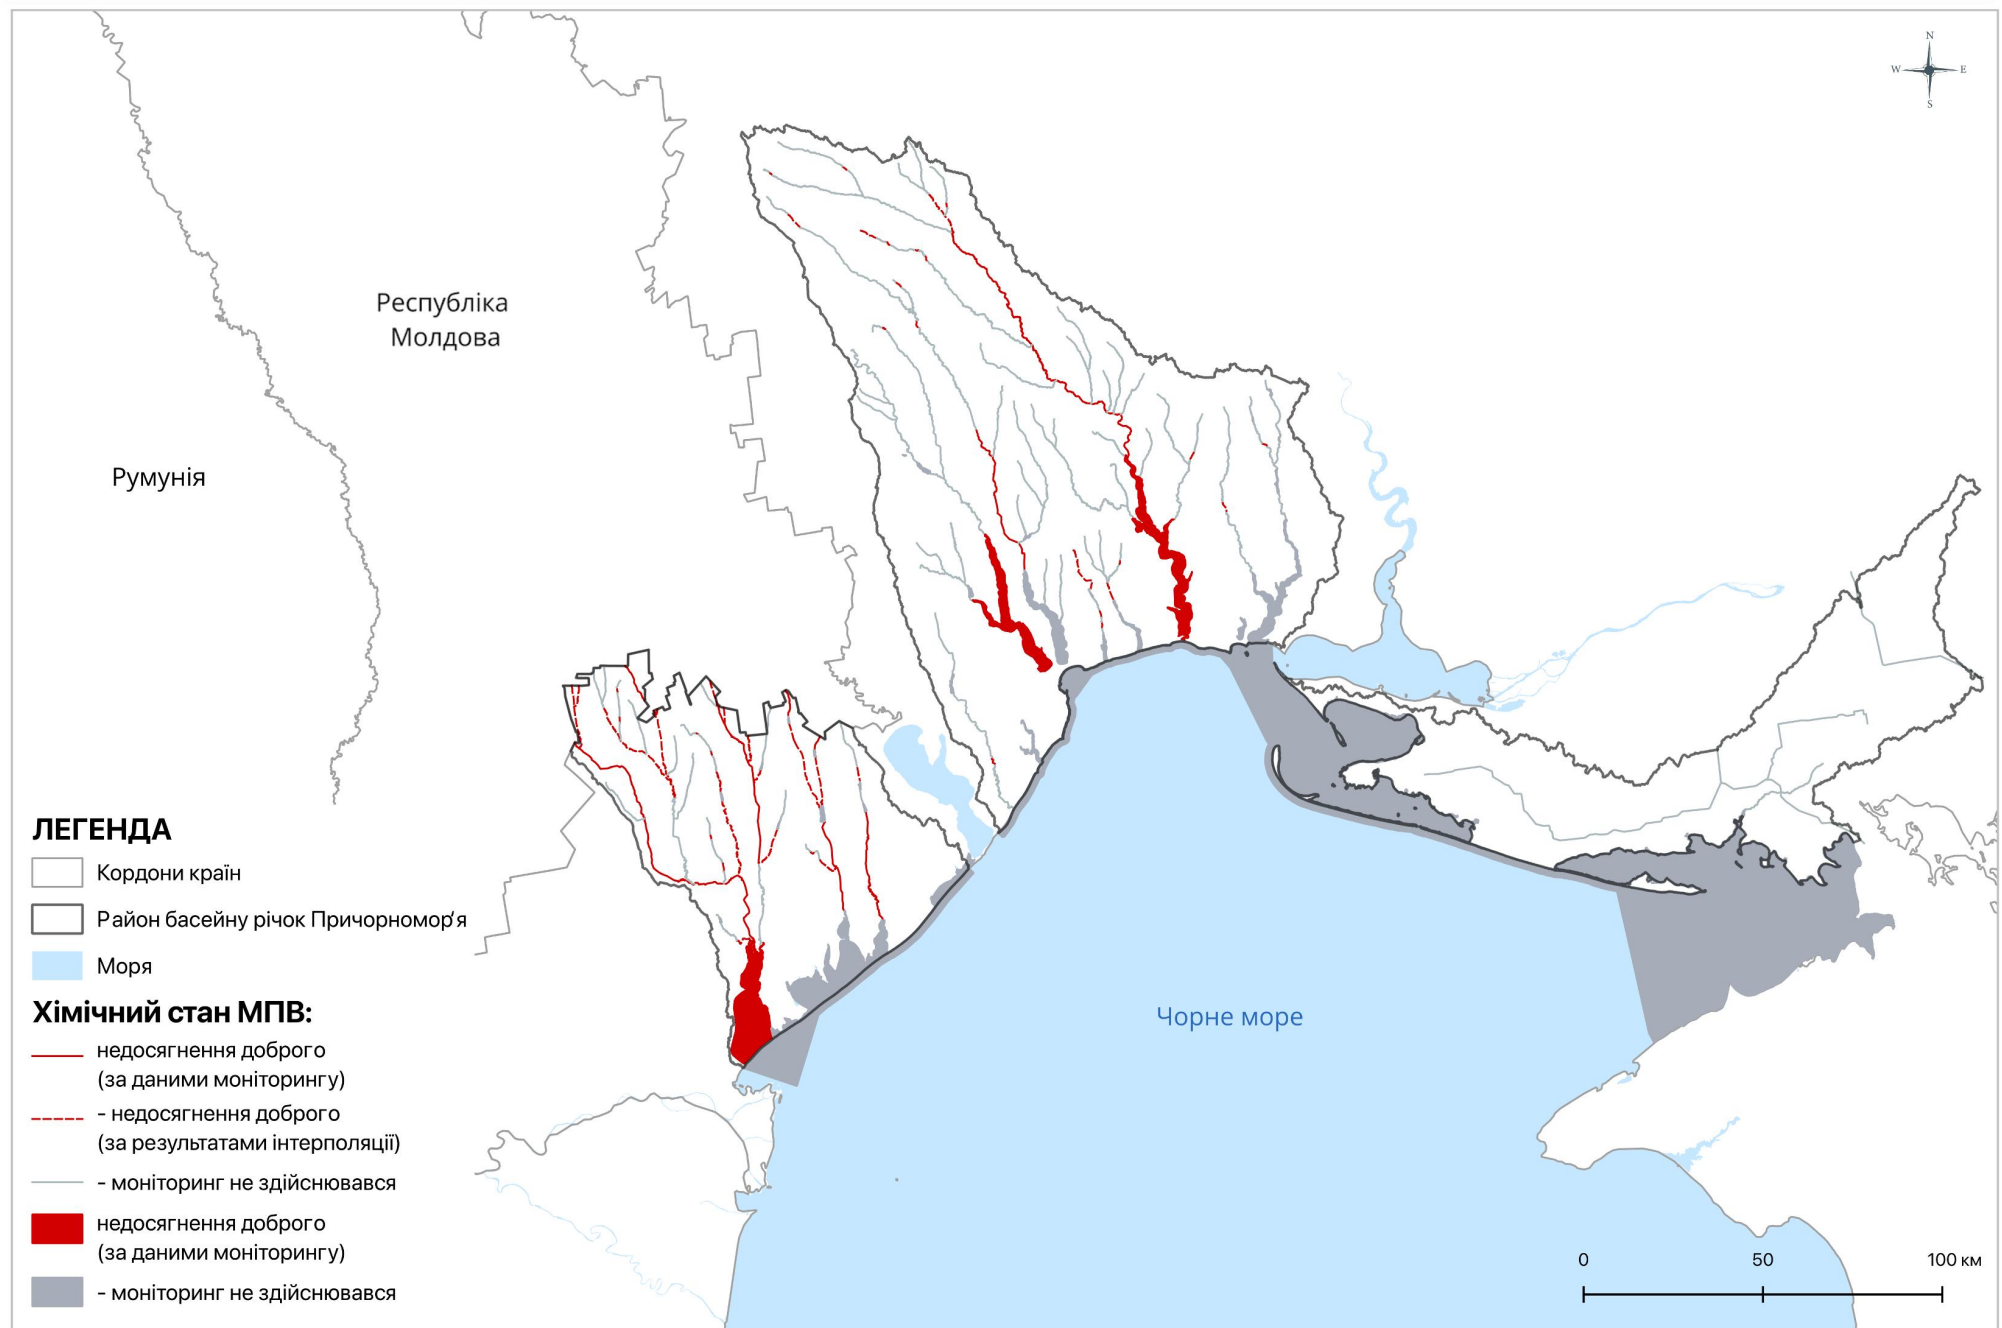 N
W
E
S
Республіка
Молдова
Румунія
ЛЕГЕНДА
Кордони країн
Район басейну річок Причорномор'я
Моря
Хімічний стан МПВ:
недосягнення доброго
(за даними моніторингу)
- недосягнення доброго
(за результатами інтерполяції)
- моніторинг не здійснювався
недосягнення доброго
(за даними моніторингу)
- моніторинг не здійснювався
Чорне море
0 50 100 км